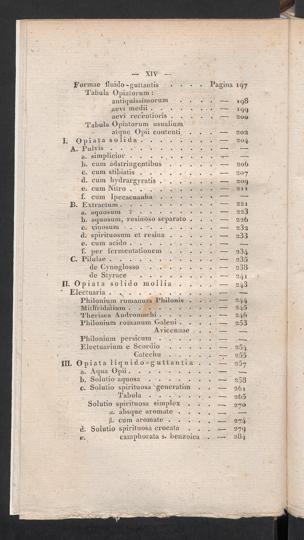 — XIV —
Formae fluido-guttantis . . . . Pagina 197
Tabula Opiatorum:
antiquissimorum . . . . — 198
aevi medii . . . . . . — 199
aevi recentioris . . . . — 200
Tabula Opiatorum usualium
atque Opii contenti . . . . — 202
I. Opiata solida . . . . . . . — 204
A. Pulvis . . . . . . . . . —
a. simplicior . . . . . . . —
b. cum adstringentibus . . . . — 206
c. cum stibiatis . . . . . . — 207
d. cum hydrargyratis . . . . . — 209
e. cum Nitro . . . . . . . — 211
f. cum Ipecacuanha . . . . . —
B. Extractum . . . . . . . . — 221
a. aquosum . . . . . . . — 223
b. aquosum, resinoso separato . . . — 226
c. vinosum . . . . . . . — 232
d. spirituosum et resina . . . . — 233
e. cum acido . . . . . . . —
f. per fermentationem . . . . — 234
C. Pilulae . . . . . . . . . — 235
de Cynoglosso . . . . . — 238
de Styrace . . . . . . — 241
II. Opiata solido mollia . . . . — 243
Electuaria . . . . . . . . . —
Philonium romanum Philonis . . . . — 244
Mithridatium . . . . . . . . — 245
Theriaca Andromachi . . . . . . — 246
Philonium romanum Galeni . . . . — 253
Avicennae . . . —
Philonium persicum . . . . . . —
Electuarium e Scordio . . . . . — 254
Catechu . . . . . — 255
III. Opiata liquido-guttantia . . . — 257
a. Aqua Opii . . . . . . . . —
b. Solutio aquosa . . . . . . — 258
c. Solutio spirituosa generatim . . . — 261
Tabula . . . . . — 265
Solutio spirituosa simplex . . . . — 270
α. absque aromate . . . . —
β. cum aromate . . . . . — 274
d. Solutio spirituosa crocata . . . . — 279
e. camphorata s. benzoica . . — 284